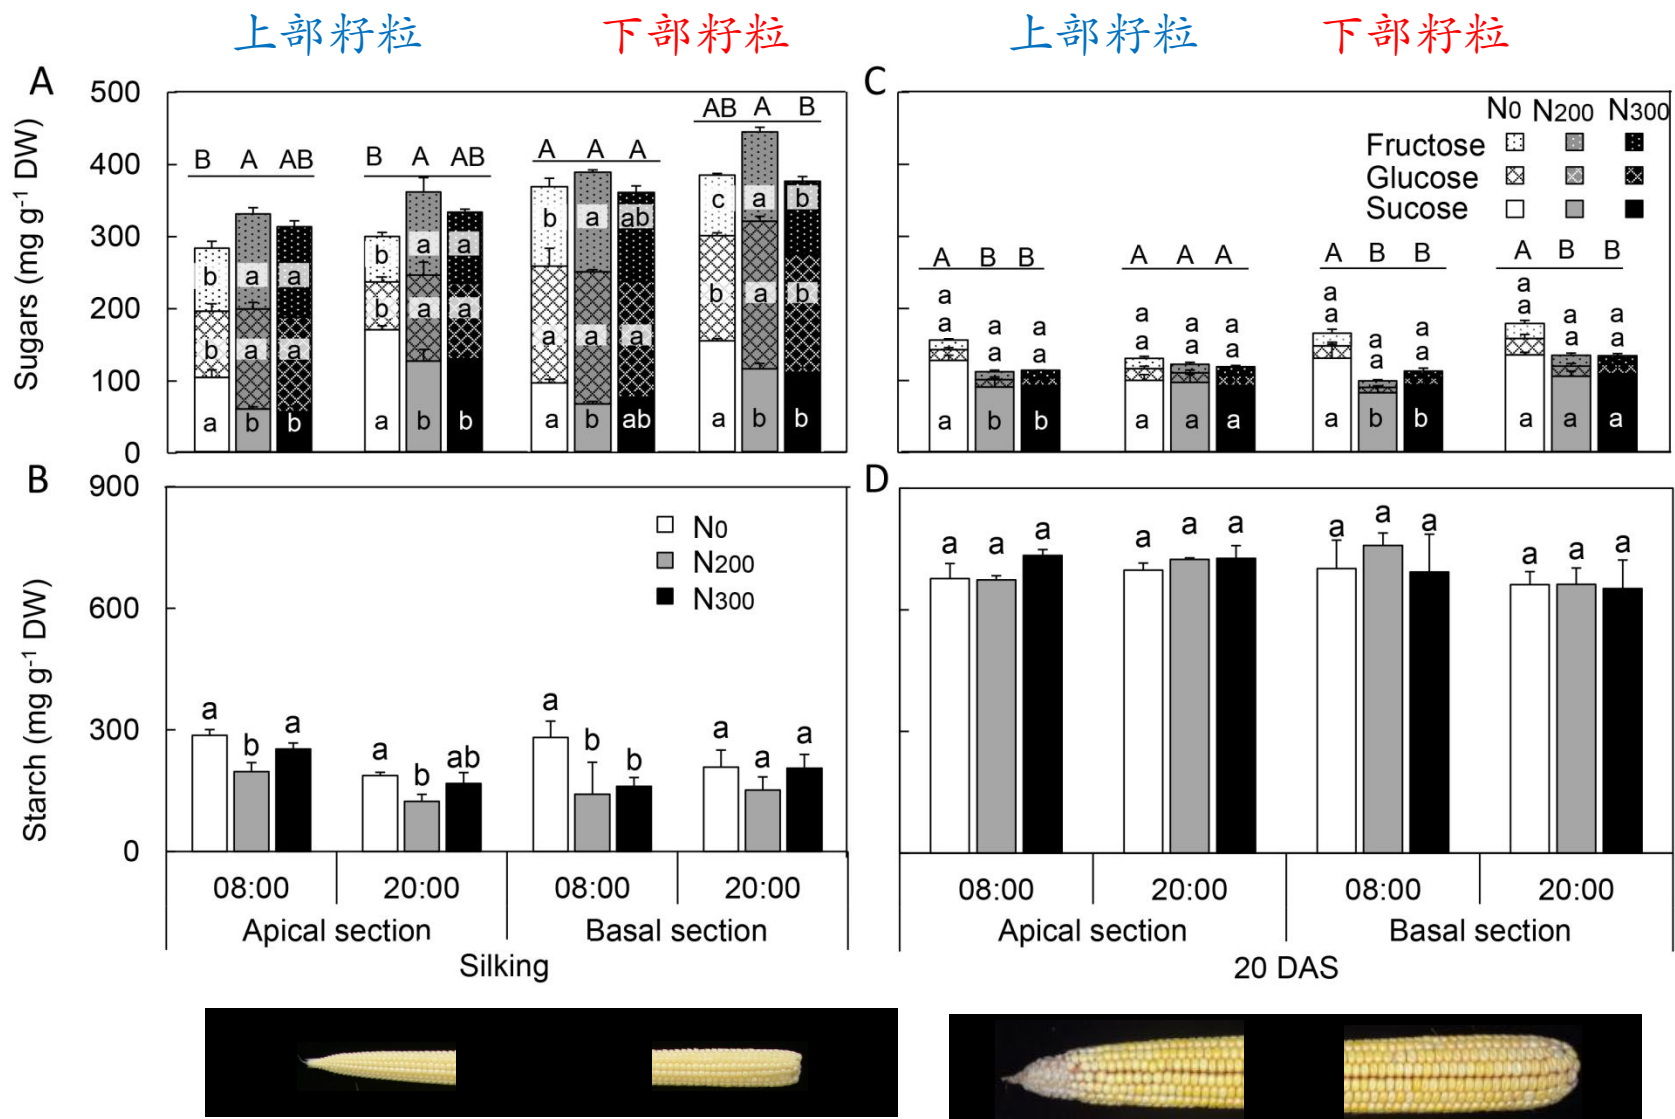 上部籽粒 下部籽粒 上部籽粒 下部籽粒
A
Sugars (mg g⁻¹ DW)
500
400
300
200
100
0
B A AB
B A AB
A A A
AB A B
b a a
b a a
a b b
b a a
b a a
a b b
b a ab
a a a
a b ab
c a b
b a b
a b b
C
N0 N200 N300
Fructose
Glucose
Sucose
A B B
A A A
A B B
A B B
a a a
a a a
a b b
a a a
a a a
a a a
a a a
a a a
a b b
a a a
a a a
a a a
B
Starch (mg g⁻¹ DW)
900
600
300
0
N0
N200
N300
a b a
a b ab
a b b
a a a
08:00 20:00 08:00 20:00
Apical section Basal section
Silking
D
a a a
a a a
a a a
a a a
08:00 20:00 08:00 20:00
Apical section Basal section
20 DAS